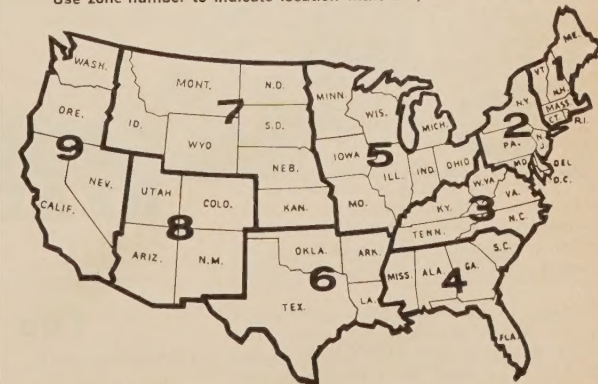 Use zone number to indicate location
ME.
WASH.
MONT.
N.D.
MINN.
VT.
1
N.H.
N.Y.
MASS.
CT.
R.I.
ORE.
7
ID.
S.D.
WIS.
MICH.
2
PA.
N.
J.
9
WYO
NEB.
IOWA
5
ILL.
IND.
OHIO
MD.
DEL
D.C.
NEV.
UTAH
COLO.
KAN.
MO.
W.VA
VA.
KY.
3
CALIF.
8
TENN.
N.C
ARIZ.
N.M.
OKLA.
ARK.
S.C.
6
MISS.
ALA.
4
GA.
TEX.
LA.
FLA.